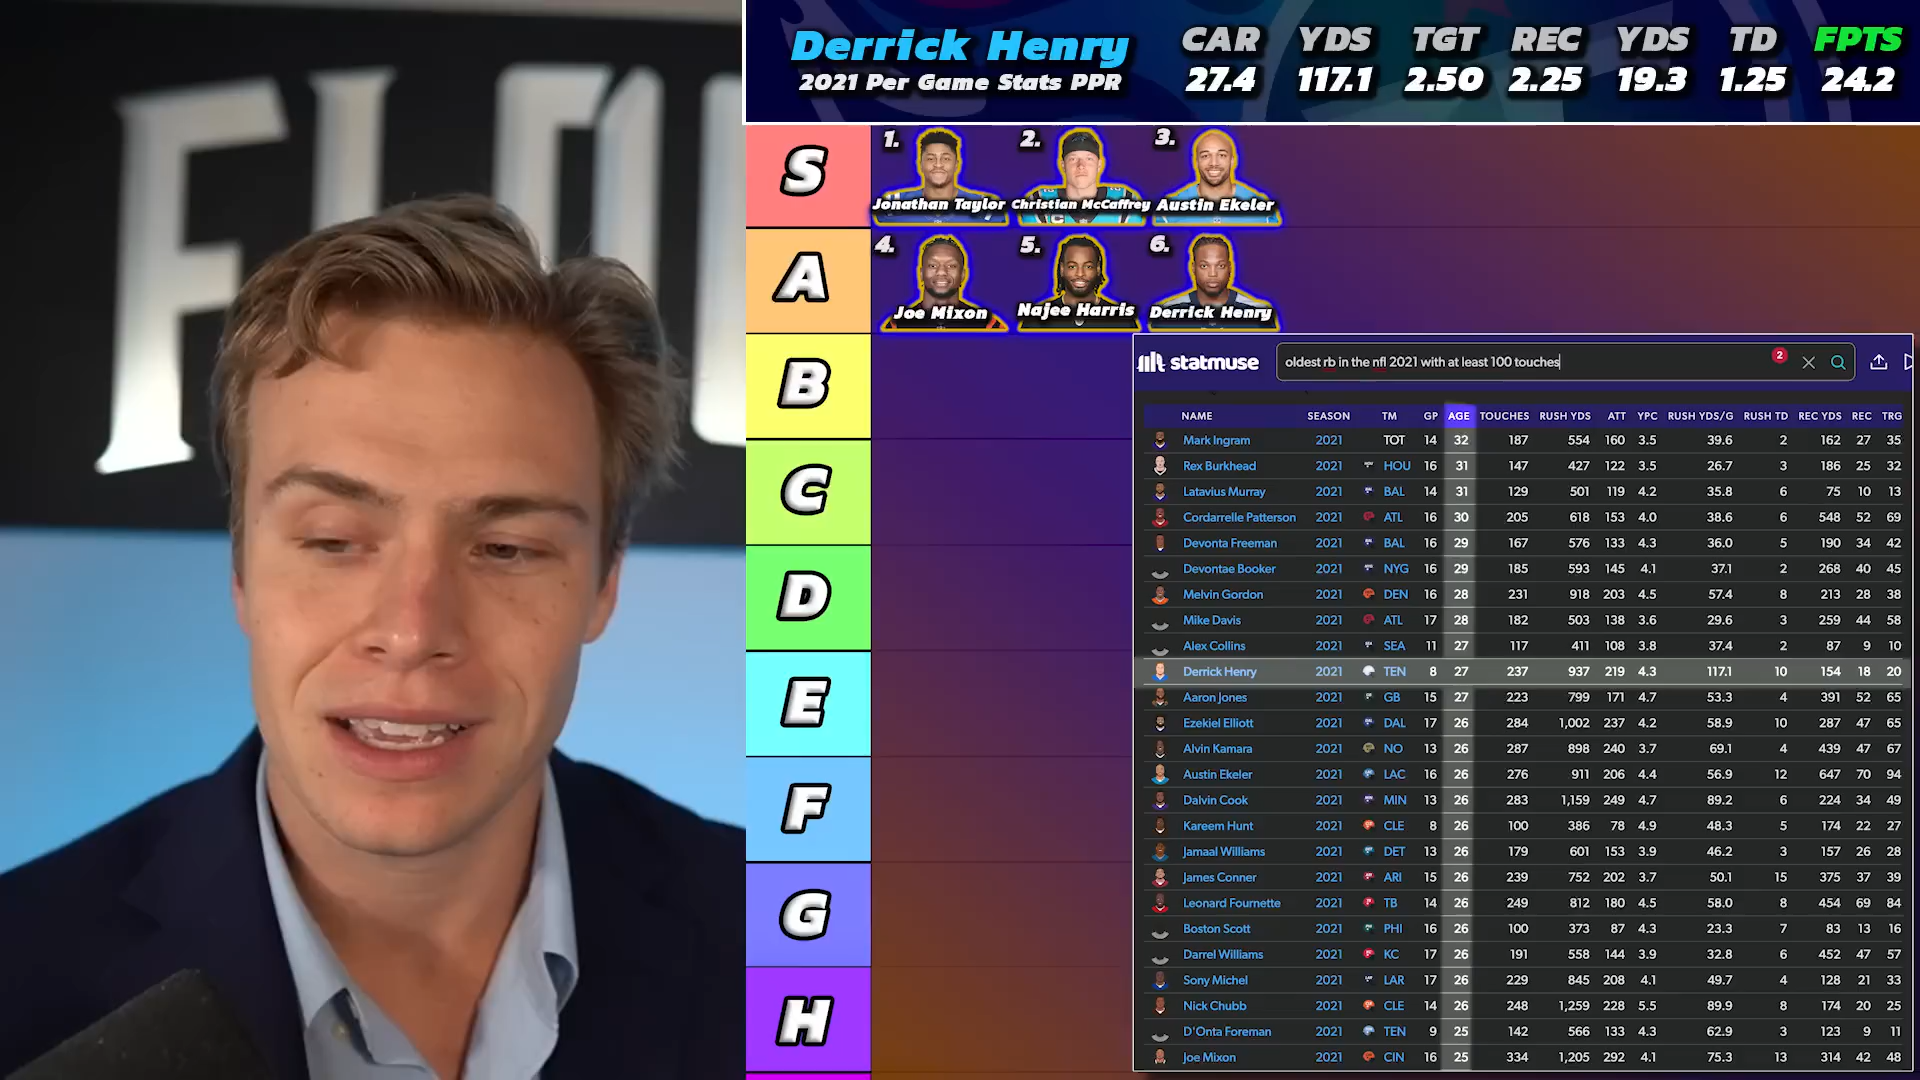 FLOW
Derrick Henry
2021 Per Game Stats PPR
CAR YDS TGT REC YDS TD FPTS
27.4 117.1 2.50 2.25 19.3 1.25 24.2
S
1. 2. 3.
Jonathan Taylor Christian McCaffrey Austin Ekeler
A
4. 5. 6.
Joe Mixon Najee Harris Derrick Henry
B
C
D
E
F
G
H
statmuse oldest rb in the nfl 2021 with at least 100 touches 2
NAME SEASON TM GP AGE TOUCHES RUSH YDS ATT YPC RUSH YDS/G RUSH TD REC YDS REC TRG
Mark Ingram 2021 TOT 14 32 187 554 160 3.5 39.6 2 162 27 35
Rex Burkhead 2021 HOU 16 31 147 427 122 3.5 26.7 3 186 25 32
Latavius Murray 2021 BAL 14 31 129 501 119 4.2 35.8 6 75 10 13
Cordarrelle Patterson 2021 ATL 16 30 205 618 153 4.0 38.6 6 548 52 69
Devonta Freeman 2021 BAL 16 29 167 576 133 4.3 36.0 5 190 34 42
Devontae Booker 2021 NYG 16 29 185 593 145 4.1 37.1 2 268 40 45
Melvin Gordon 2021 DEN 16 28 231 918 203 4.5 57.4 8 213 28 38
Mike Davis 2021 ATL 17 28 182 503 138 3.6 29.6 3 259 44 58
Alex Collins 2021 SEA 11 27 117 411 108 3.8 37.4 2 87 9 10
Derrick Henry 2021 TEN 8 27 237 937 219 4.3 117.1 10 154 18 20
Aaron Jones 2021 GB 15 27 223 799 171 4.7 53.3 4 391 52 65
Ezekiel Elliott 2021 DAL 17 26 284 1,002 237 4.2 58.9 10 287 47 65
Alvin Kamara 2021 NO 13 26 287 898 240 3.7 69.1 4 439 47 67
Austin Ekeler 2021 LAC 16 26 276 911 206 4.4 56.9 12 647 70 94
Dalvin Cook 2021 MIN 13 26 283 1,159 249 4.7 89.2 6 224 34 49
Kareem Hunt 2021 CLE 8 26 100 386 78 4.9 48.3 5 174 22 27
Jamaal Williams 2021 DET 13 26 179 601 153 3.9 46.2 3 157 26 28
James Conner 2021 ARI 15 26 239 752 202 3.7 50.1 15 375 37 39
Leonard Fournette 2021 TB 14 26 249 812 180 4.5 58.0 8 454 69 84
Boston Scott 2021 PHI 16 26 100 373 87 4.3 23.3 7 83 13 16
Darrel Williams 2021 KC 17 26 191 558 144 3.9 32.8 6 452 47 57
Sony Michel 2021 LAR 17 26 229 845 208 4.1 49.7 4 128 21 33
Nick Chubb 2021 CLE 14 26 248 1,259 228 5.5 89.9 8 174 20 25
D'Onta Foreman 2021 TEN 9 25 142 566 133 4.3 62.9 3 123 9 11
Joe Mixon 2021 CIN 16 25 334 1,205 292 4.1 75.3 13 314 42 48